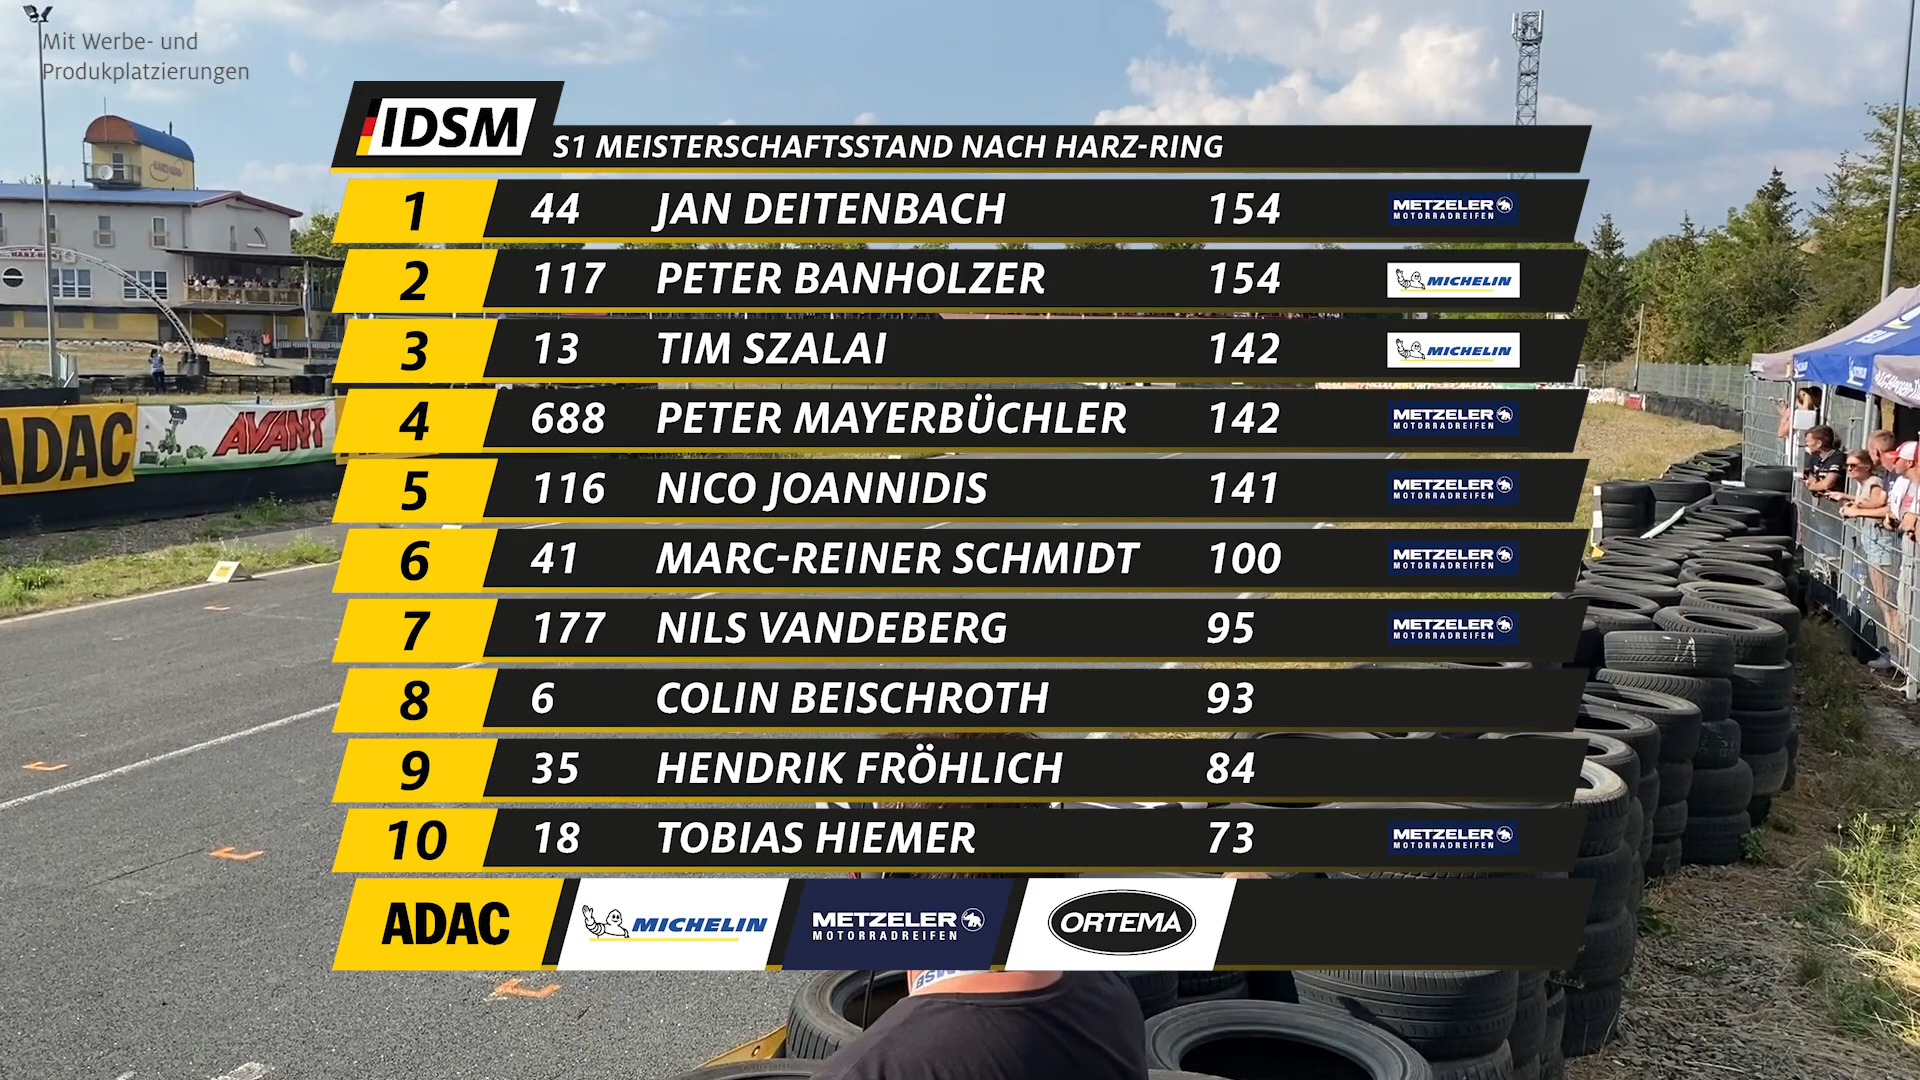 Mit Werbe- und
Produkplatzierungen
IDSM
S1 MEISTERSCHAFTSSTAND NACH HARZ-RING
1 44 JAN DEITENBACH 154 METZELER MOTORRADREIFEN
2 117 PETER BANHOLZER 154 MICHELIN
3 13 TIM SZALAI 142 MICHELIN
4 688 PETER MAYERBÜCHLER 142 METZELER MOTORRADREIFEN
5 116 NICO JOANNIDIS 141 METZELER MOTORRADREIFEN
6 41 MARC-REINER SCHMIDT 100 METZELER MOTORRADREIFEN
7 177 NILS VANDEBERG 95 METZELER MOTORRADREIFEN
8 6 COLIN BEISCHROTH 93
9 35 HENDRIK FRÖHLICH 84
10 18 TOBIAS HIEMER 73 METZELER MOTORRADREIFEN
ADAC MICHELIN METZELER MOTORRADREIFEN ORTEMA
HARZ-RING
ADAC
AVANT